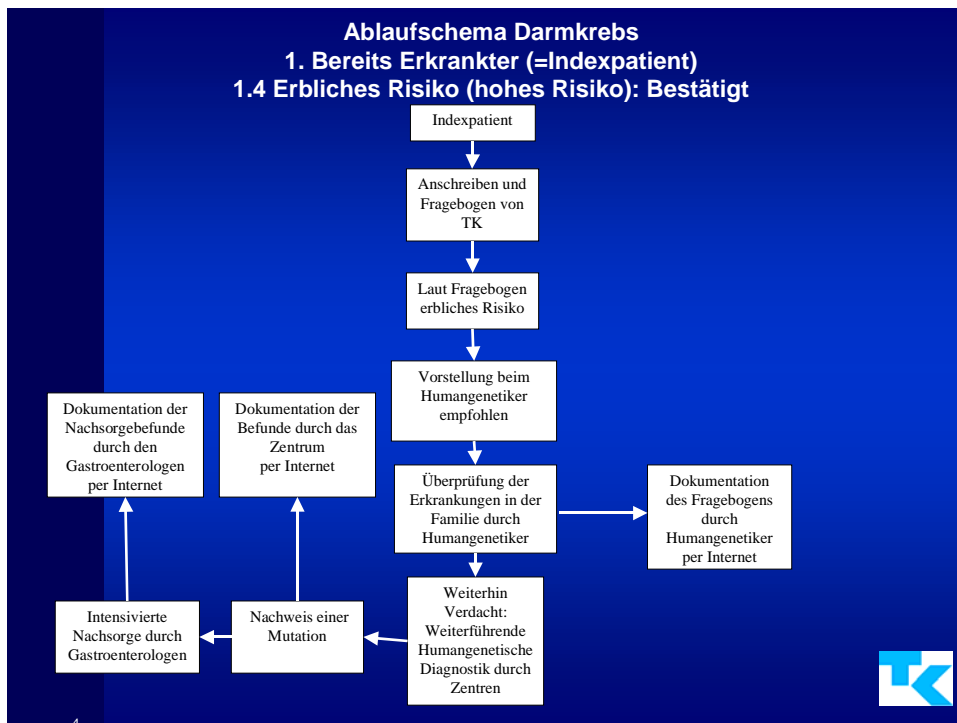 Ablaufschema Darmkrebs
1. Bereits Erkrankter (=Indexpatient)
1.4 Erbliches Risiko (hohes Risiko): Bestätigt
Indexpatient
Anschreiben und
Fragebogen von
TK
Laut Fragebogen
erbliches Risiko
Vorstellung beim
Humangenetiker
empfohlen
Dokumentation der
Nachsorgebefunde
durch den
Gastroenterologen
per Internet
Dokumentation der
Befunde durch das
Zentrum
per Internet
Überprüfung der
Erkrankungen in der
Familie durch
Humangenetiker
Dokumentation
des Fragebogens
durch
Humangenetiker
per Internet
Intensivierte
Nachsorge durch
Gastroenterologen
Nachweis einer
Mutation
Weiterhin
Verdacht:
Weiterführende
Humangenetische
Diagnostik durch
Zentren
TK
4